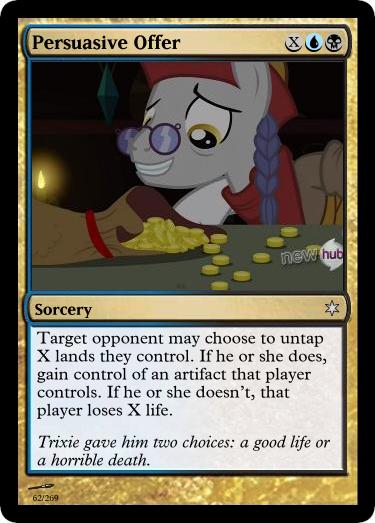 Persuasive Offer X
new hub
Sorcery
Target opponent may choose to untap
X lands they control. If he or she does,
gain control of an artifact that player
controls. If he or she doesn't, that
player loses X life.
Trixie gave him two choices: a good life or
a horrible death.
62/269